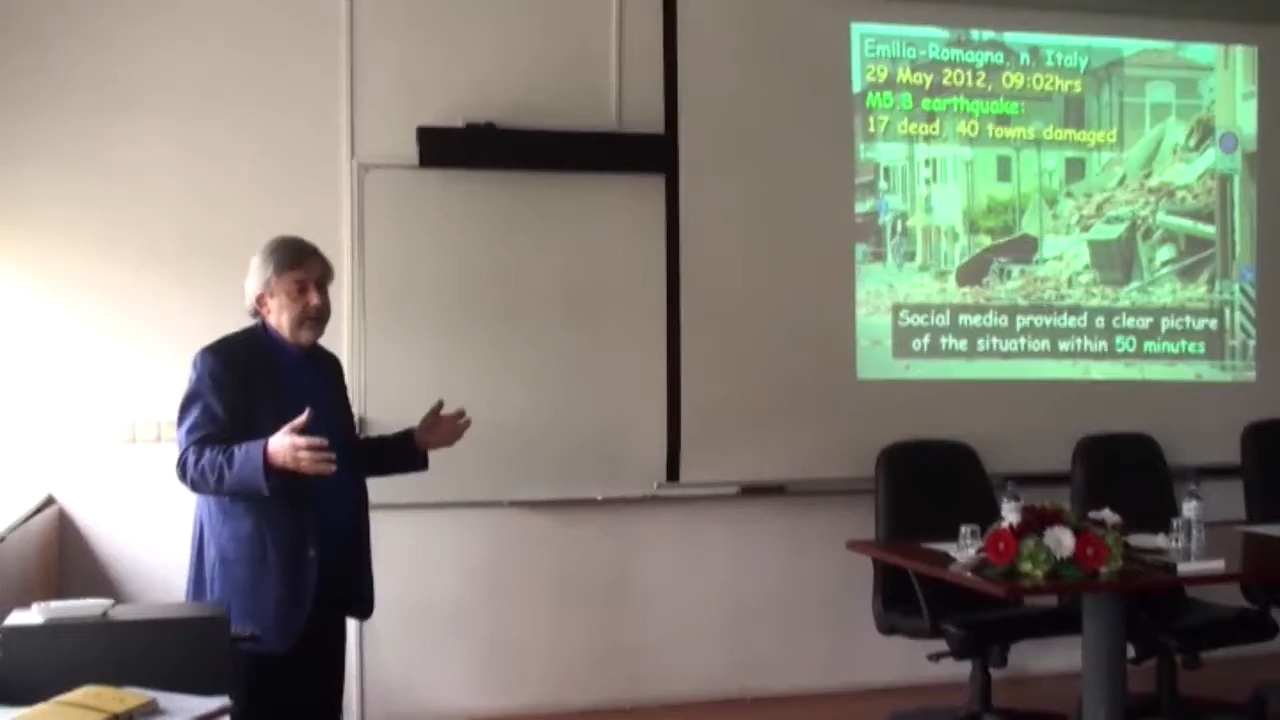 Emilia-Romagna, n. Italy
29 May 2012, 09:02hrs
M5.8 earthquake:
17 dead, 40 towns damaged
Social media provided a clear picture
of the situation within 50 minutes